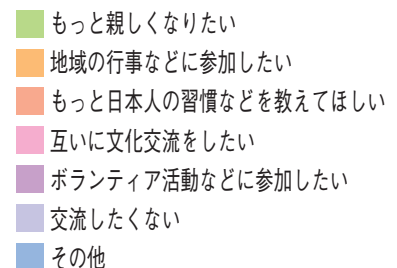 もっと親しくなりたい
地域の行事などに参加したい
もっと日本人の習慣などを教えてほしい
互いに文化交流をしたい
ボランティア活動などに参加したい
交流したくない
その他